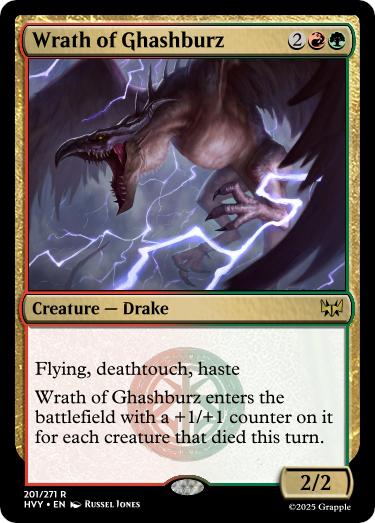 Wrath of Ghashburz 2
Creature — Drake
Flying, deathtouch, haste
Wrath of Ghashburz enters the
battlefield with a +1/+1 counter on it
for each creature that died this turn.
2/2
201/271 R
HVY • EN Russel Jones
©2025 Grapple